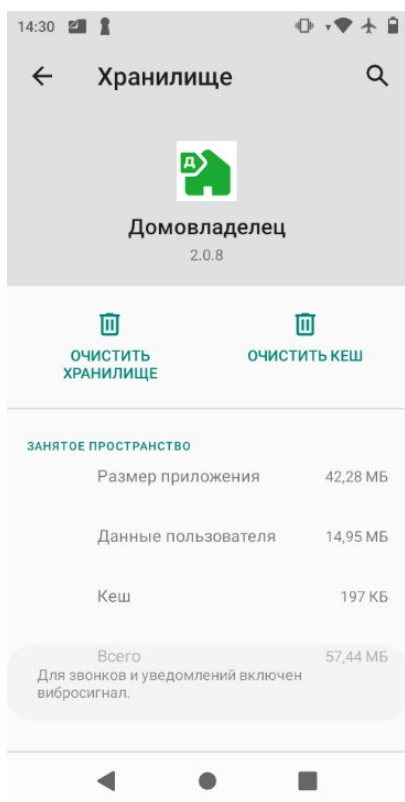 14:30
Хранилище
Д
Домовладелец
2.0.8
ОЧИСТИТЬ
ХРАНИЛИЩЕ
ОЧИСТИТЬ КЕШ
ЗАНЯТОЕ ПРОСТРАНСТВО
Размер приложения 42,28 МБ
Данные пользователя 14,95 МБ
Кеш 197 КБ
Всего 57,44 МБ
Для звонков и уведомлений включен
вибросигнал.